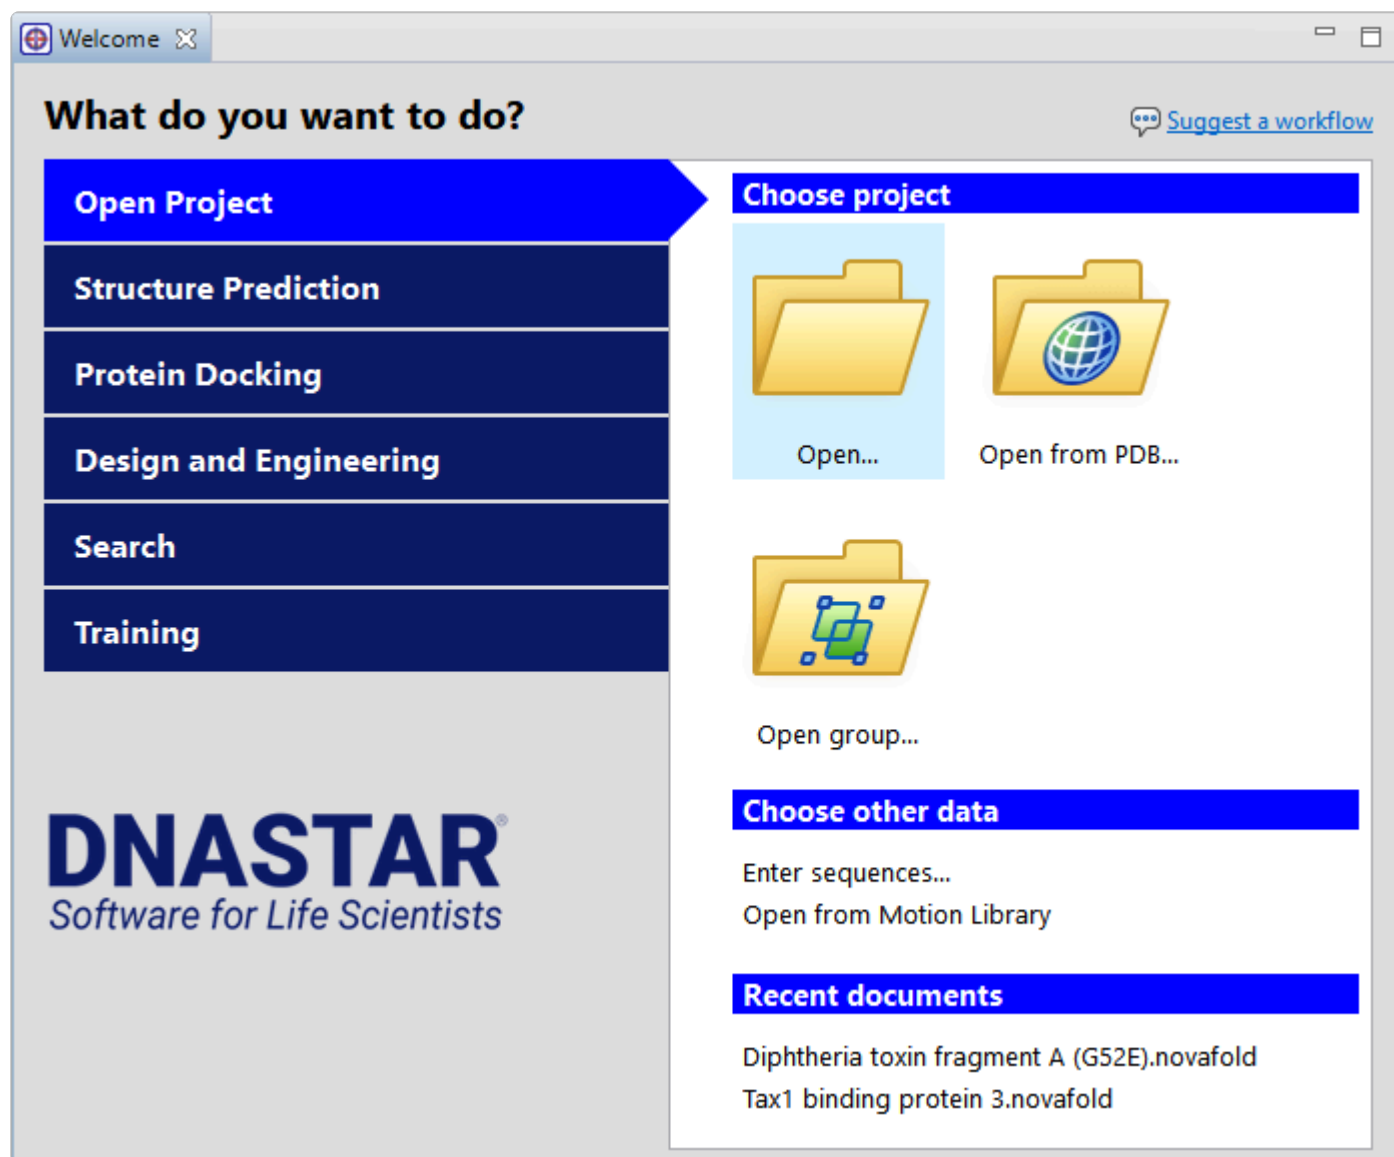 Welcome
What do you want to do?
Suggest a workflow
Open Project
Structure Prediction
Protein Docking
Design and Engineering
Search
Training
DNASTAR®
Software for Life Scientists
Choose project
Open...
Open from PDB...
Open group...
Choose other data
Enter sequences...
Open from Motion Library
Recent documents
Diphtheria toxin fragment A (G52E).novafold
Tax1 binding protein 3.novafold